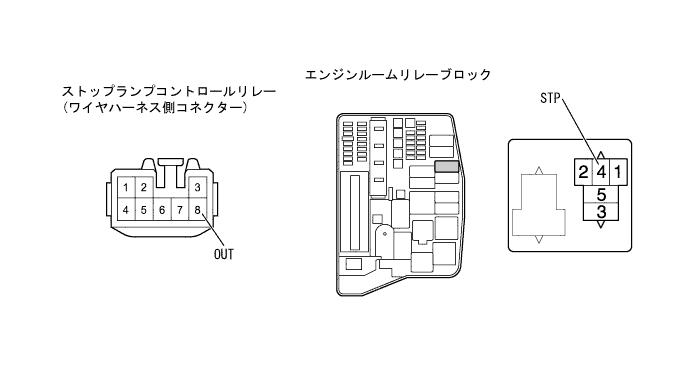 エンジンルームリレーブロック
ストップランプコントロールリレー
(ワイヤハーネス側コネクター)
STP
1 2 3
4 5 6 7 8
OUT
2 4 1
5
3